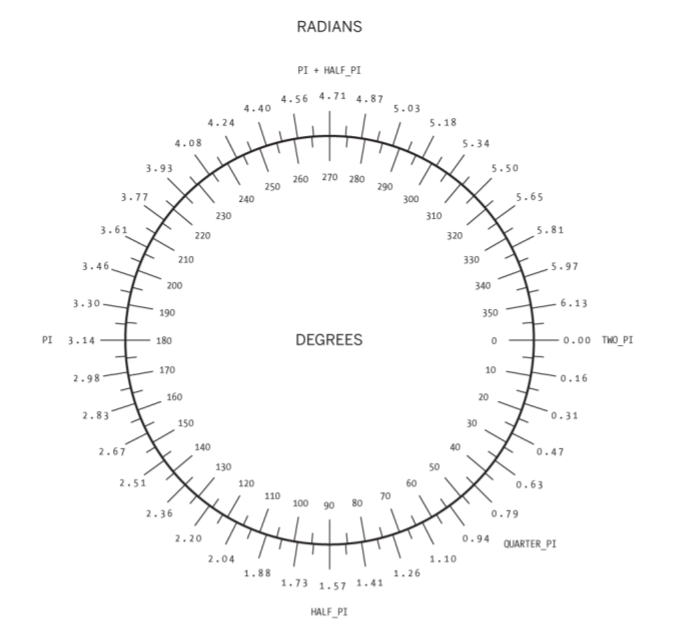 RADIANS
PI + HALF_PI
4.40 4.56 4.71 4.87 5.03
4.24 5.18
4.08 5.34
3.93 5.50
3.77 5.65
3.61 5.81
3.46 5.97
3.30 6.13
PI 3.14 0.00 TWO_PI
2.98 0.16
2.83 0.31
2.67 0.47
2.51 0.63
2.36 0.79
2.20 0.94 QUARTER_PI
2.04 1.10
1.88 1.26
1.73 1.57 1.41
HALF_PI
260 270 280
250 290
240 300
230 310
220 320
210 330
200 340
190 350
180 DEGREES 0
170 10
160 20
150 30
140 40
130 50
120 60
110 70
100 90 80